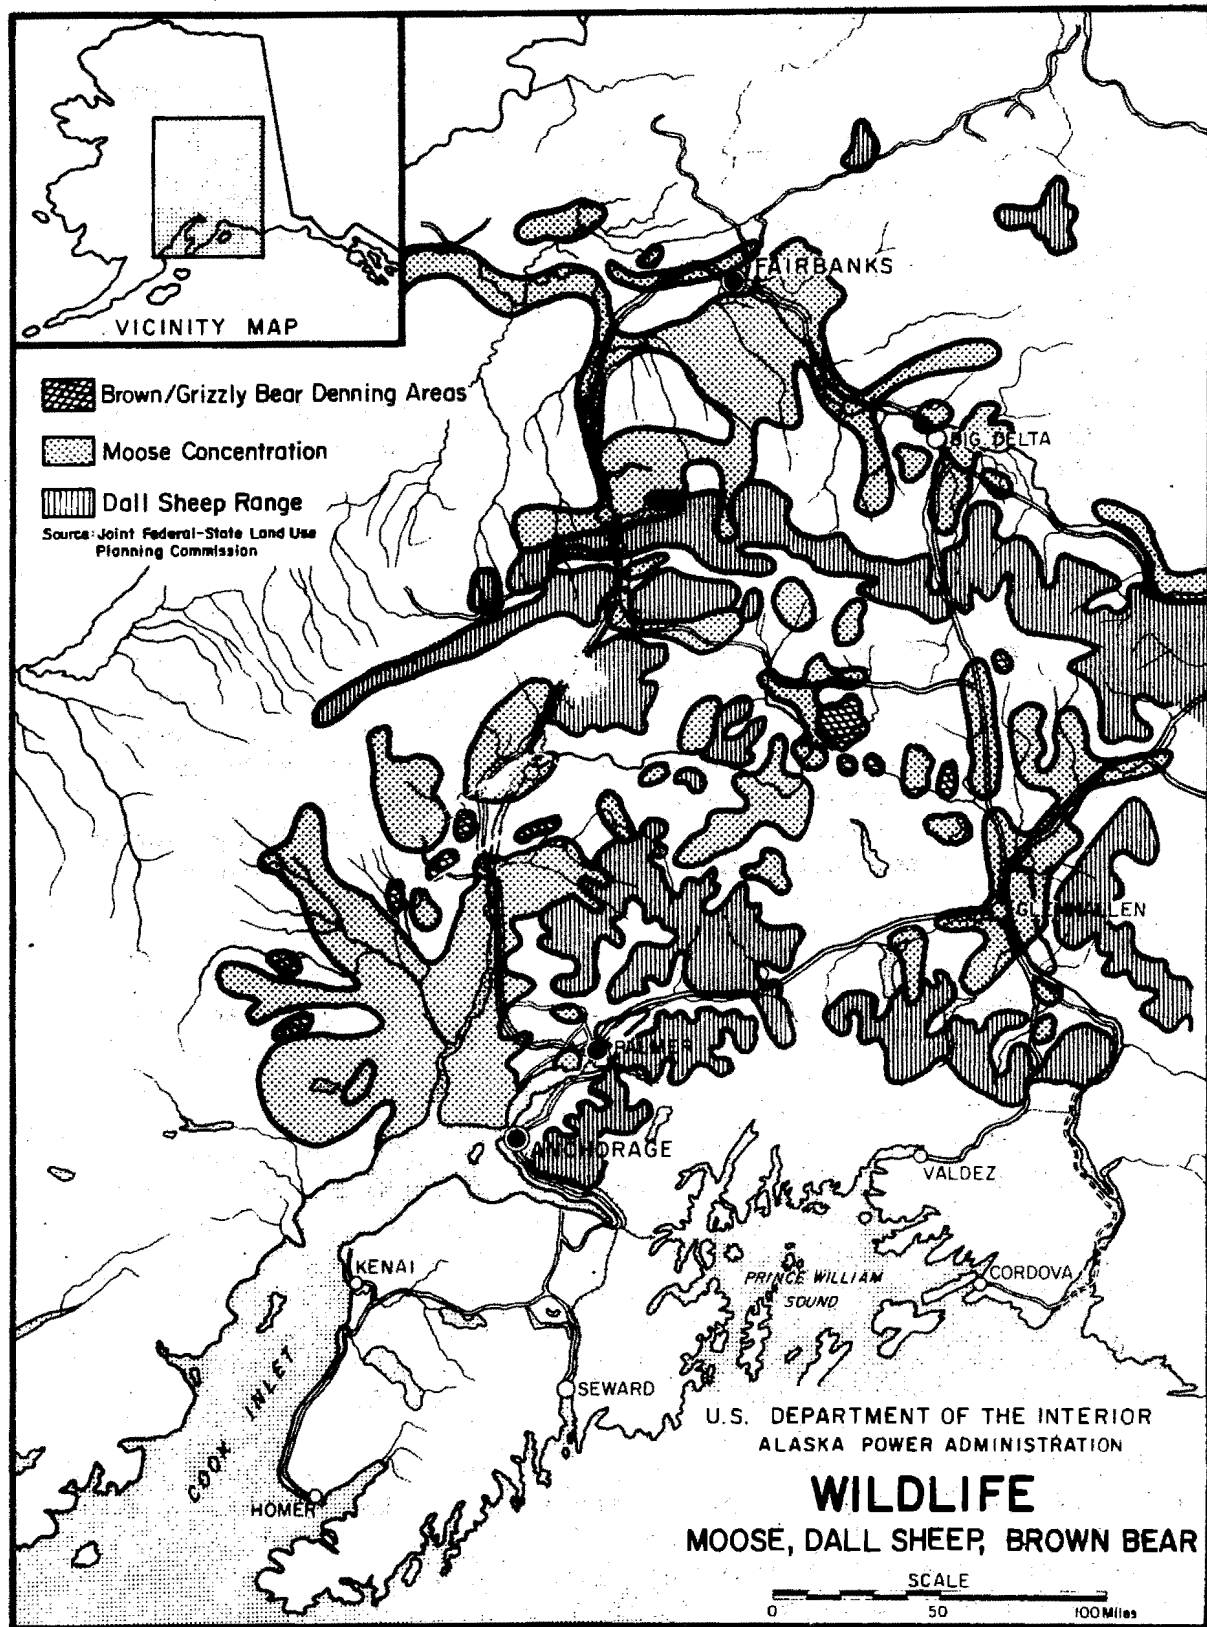 VICINITY MAP
Brown/Grizzly Bear Denning Areas
Moose Concentration
Dall Sheep Range
Source: Joint Federal-State Land Use
Planning Commission
FAIRBANKS
BIG DELTA
GLENNALLEN
PALMER
ANCHORAGE
VALDEZ
KENAI
PRINCE WILLIAM
SOUND
CORDOVA
COOK INLET
SEWARD
HOMER
U.S. DEPARTMENT OF THE INTERIOR
ALASKA POWER ADMINISTRATION
WILDLIFE
MOOSE, DALL SHEEP, BROWN BEAR
SCALE
0 50 100 Miles